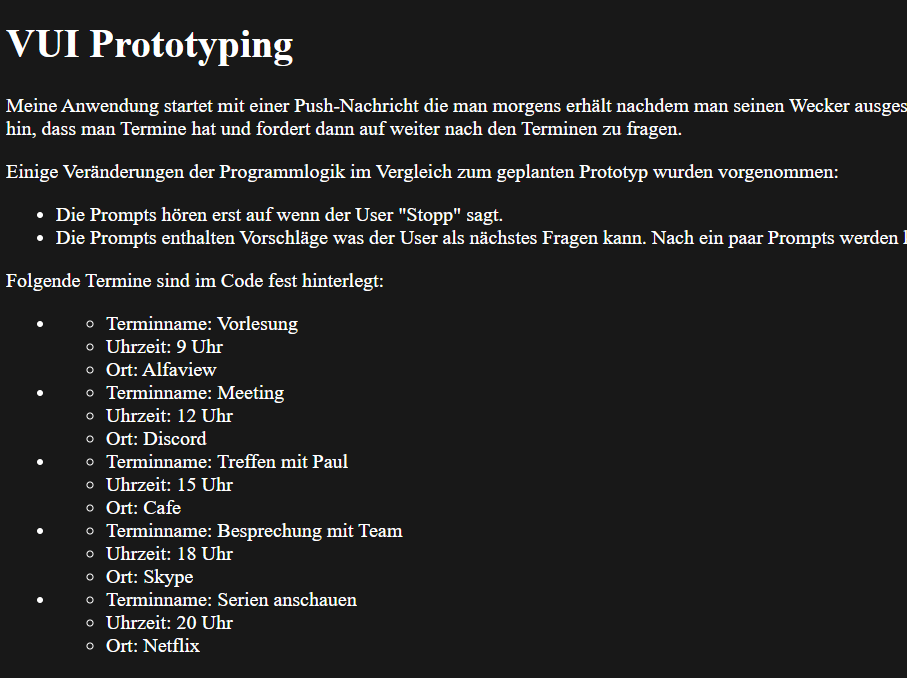 VUI Prototyping
Meine Anwendung startet mit einer Push-Nachricht die man morgens erhält nachdem man seinen Wecker
hin, dass man Termine hat und fordert dann auf weiter nach den Terminen zu fragen.
Einige Veränderungen der Programmlogik im Vergleich zum geplanten Prototyp wurden vorgenommen:
Die Prompts hören erst auf wenn der User "Stopp" sagt.
Die Prompts enthalten Vorschläge was der User als nächstes Fragen kann. Nach ein paar Prompts werden
Folgende Termine sind im Code fest hinterlegt:
Terminname: Vorlesung
Uhrzeit: 9 Uhr
Ort: Alfaview
Terminname: Meeting
Uhrzeit: 12 Uhr
Ort: Discord
Terminname: Treffen mit Paul
Uhrzeit: 15 Uhr
Ort: Cafe
Terminname: Besprechung mit Team
Uhrzeit: 18 Uhr
Ort: Skype
Terminname: Serien anschauen
Uhrzeit: 20 Uhr
Ort: Netflix